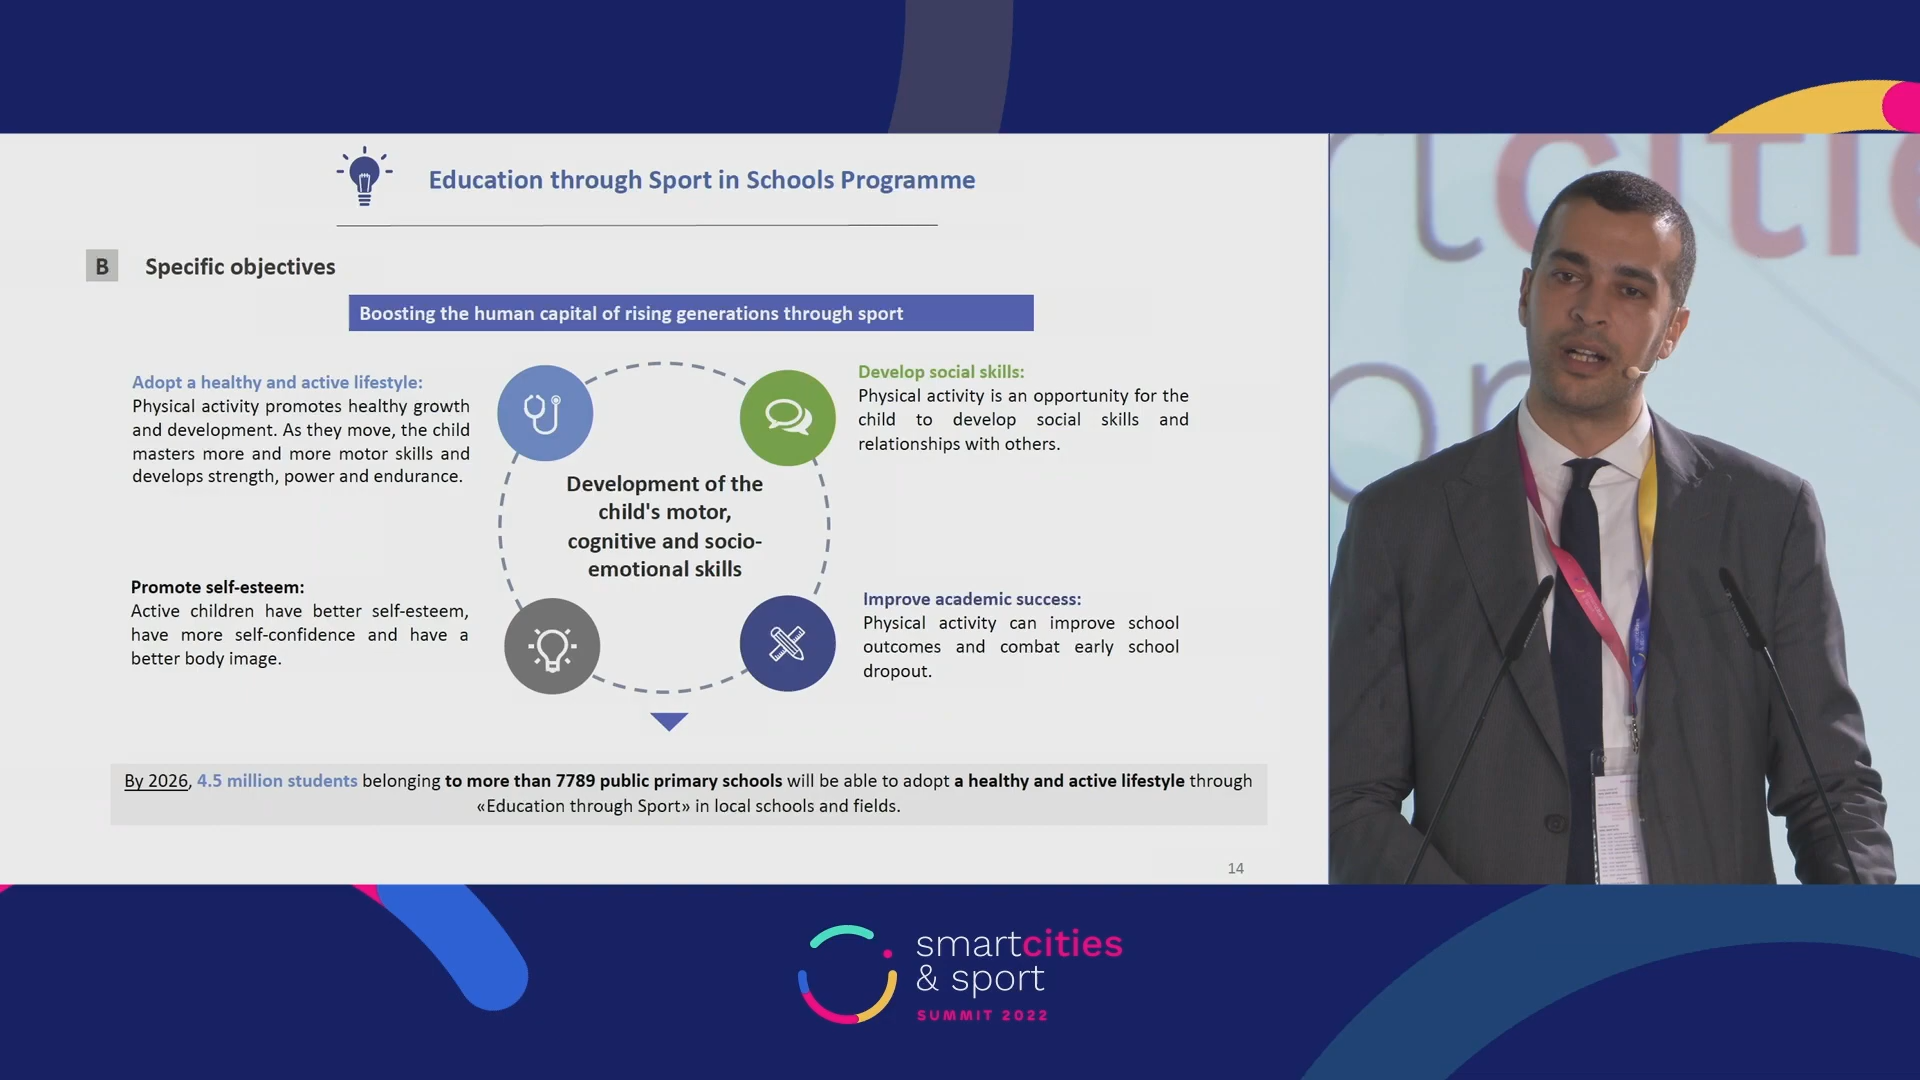 Education through Sport in Schools Programme
B Specific objectives
Boosting the human capital of rising generations through sport
Adopt a healthy and active lifestyle:
Physical activity promotes healthy growth
and development. As they move, the child
masters more and more motor skills and
develops strength, power and endurance.
Develop social skills:
Physical activity is an opportunity for the
child to develop social skills and
relationships with others.
Development of the
child's motor,
cognitive and socio-
emotional skills
Promote self-esteem:
Active children have better self-esteem,
have more self-confidence and have a
better body image.
Improve academic success:
Physical activity can improve school
outcomes and combat early school
dropout.
By 2026, 4.5 million students belonging to more than 7789 public primary schools will be able to adopt a healthy and active lifestyle through
«Education through Sport» in local schools and fields.
14
smartcities
& sport
SUMMIT 2022